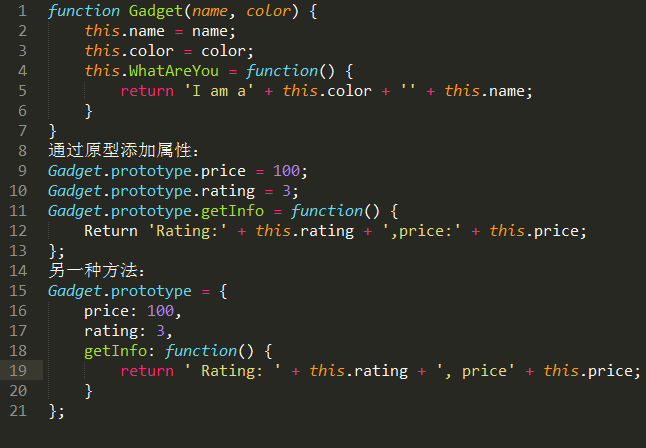 1 function Gadget(name, color) {
2     this.name = name;
3     this.color = color;
4     this.WhatAreYou = function() {
5         return 'I am a' + this.color + '' + this.name;
6     }
7 }
8 通过原型添加属性：
9 Gadget.prototype.price = 100;
10 Gadget.prototype.rating = 3;
11 Gadget.prototype.getInfo = function() {
12     Return 'Rating:' + this.rating + ',price:' + this.price;
13 };
14 另一种方法：
15 Gadget.prototype = {
16     price: 100,
17     rating: 3,
18     getInfo: function() {
19         return ' Rating: ' + this.rating + ', price' + this.price;
20     }
21 };